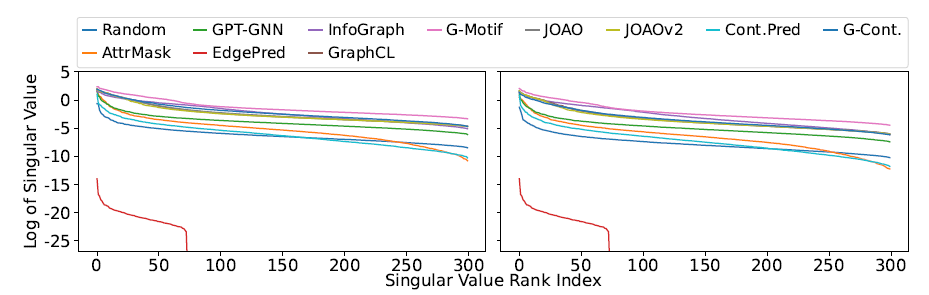 Random GPT-GNN InfoGraph G-Motif JOAO JOAOv2 Cont.Pred G-Cont.
AttrMask EdgePred GraphCL
Log of Singular Value
5
0
-5
-10
-15
-20
-25
0 50 100 150 200 250 300
0 50 100 150 200 250 300
Singular Value Rank Index